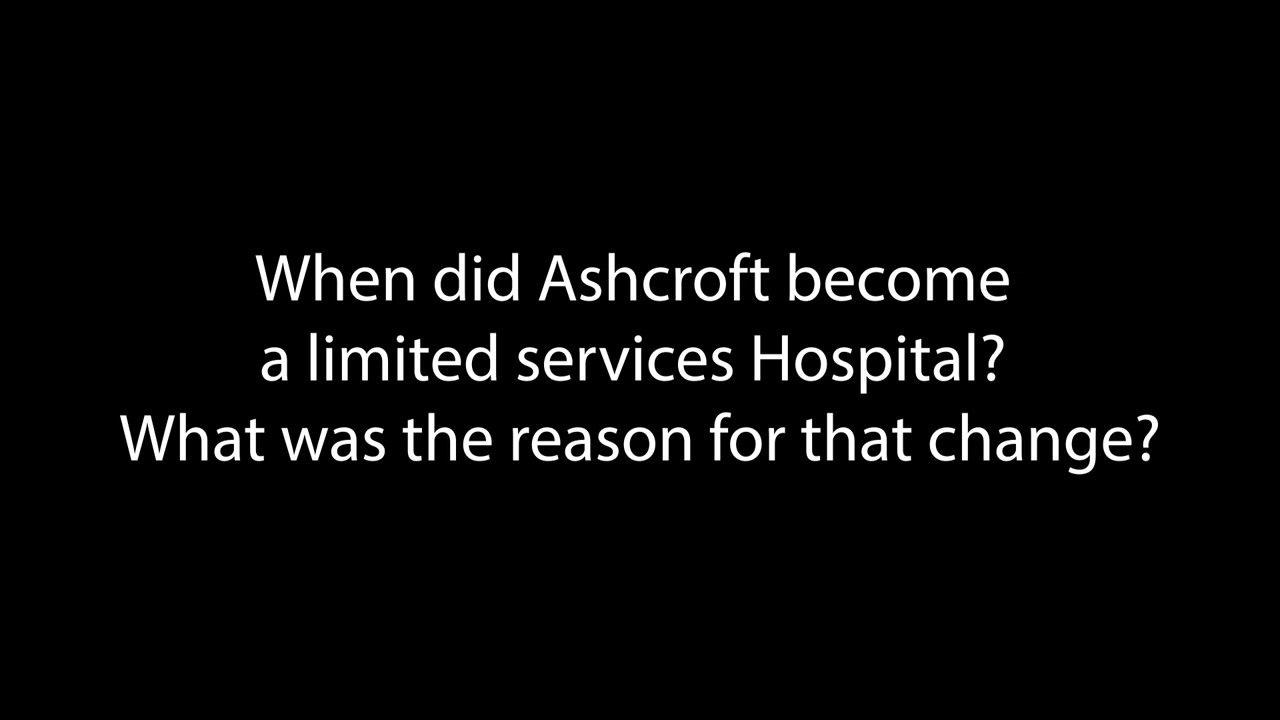 When did Ashcroft become
a limited services Hospital?
What was the reason for that change?